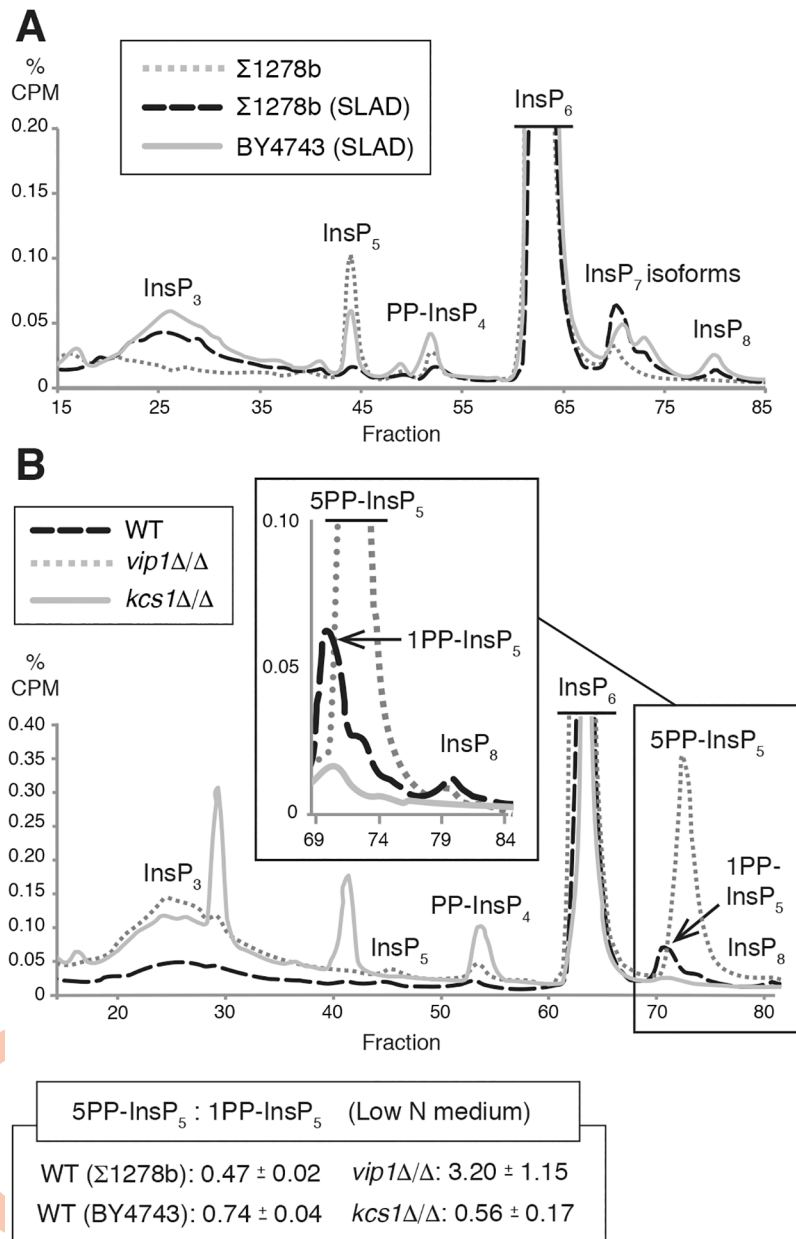 A
%
CPM
Σ1278b
Σ1278b (SLAD)
BY4743 (SLAD)
InsP6
0.20
0.15
0.10
0.05
0
InsP3
InsP5
PP-InsP4
InsP7 isoforms
InsP8
15 25 35 45 55 65 75 85
Fraction
B
WT
vip1Δ/Δ
kcs1Δ/Δ
5PP-InsP5
0.10
1PP-InsP5
0.05
InsP8
0
69 74 79 84
%
CPM
InsP6
0.40
0.35
0.30
0.25
0.20
0.15
0.10
0.05
0
InsP3
InsP5
PP-InsP4
5PP-InsP5
1PP-
InsP5
InsP8
20 30 40 50 60 70 80
Fraction
5PP-InsP5 : 1PP-InsP5 (Low N medium)
WT (Σ1278b): 0.47 ± 0.02 vip1Δ/Δ: 3.20 ± 1.15
WT (BY4743): 0.74 ± 0.04 kcs1Δ/Δ: 0.56 ± 0.17